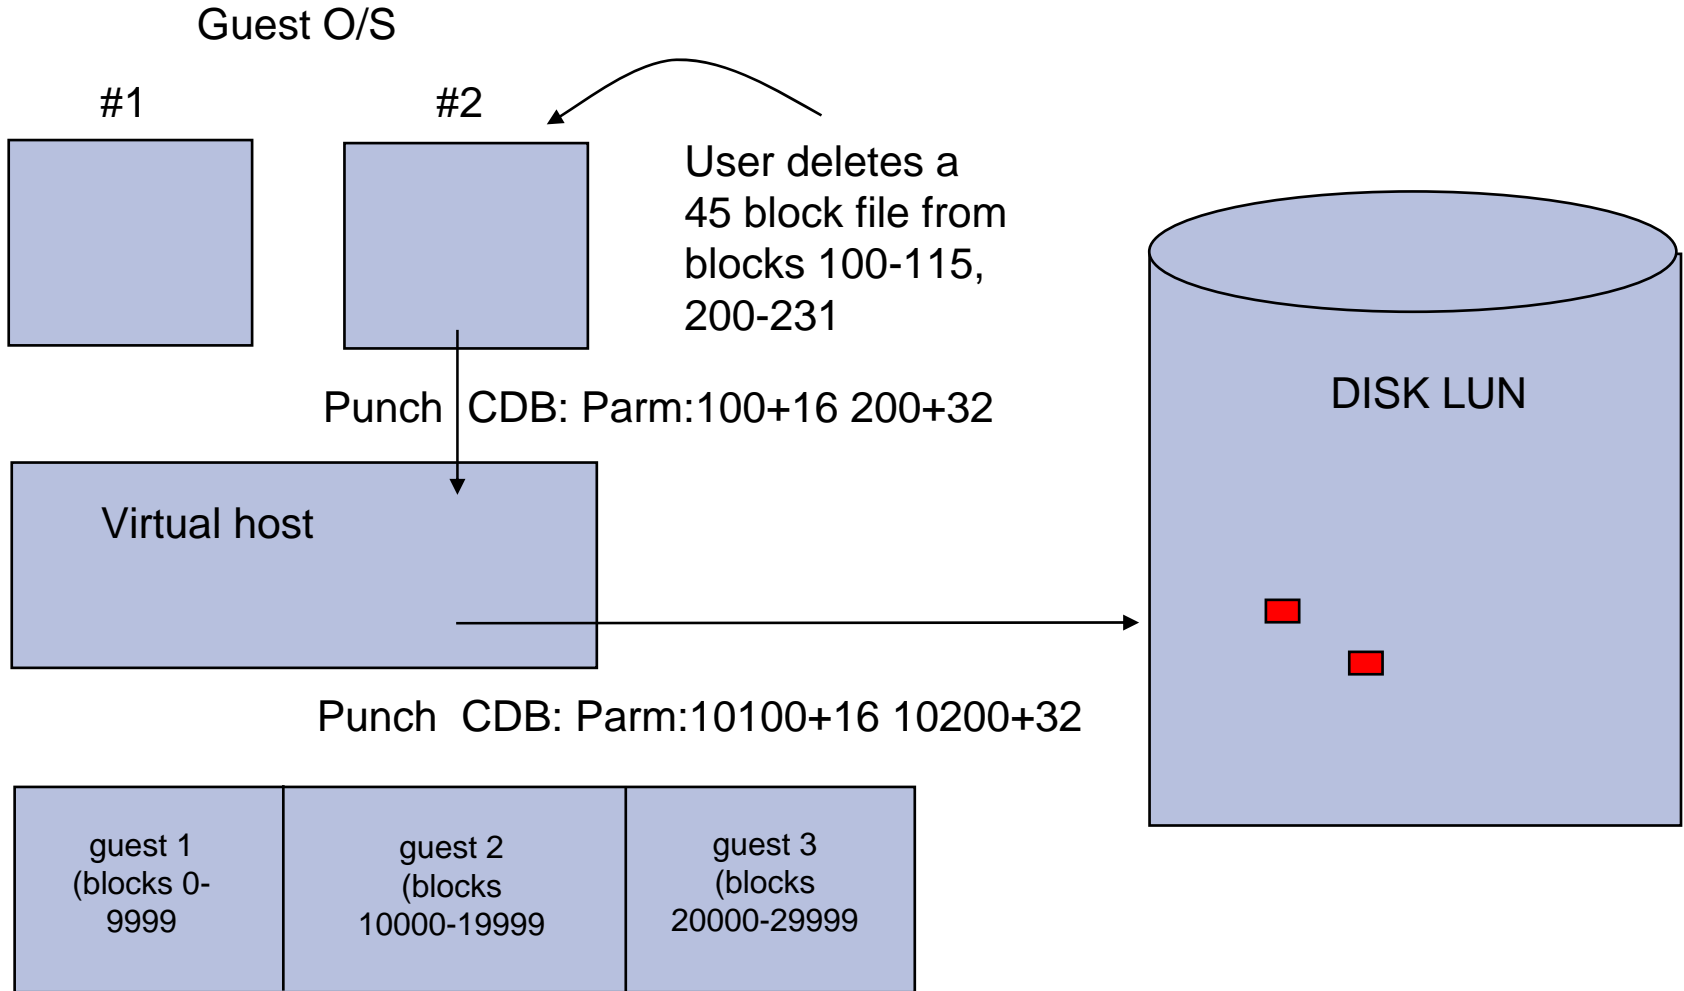 Guest O/S
#1
#2
User deletes a
45 block file from
blocks 100-115,
200-231
Punch CDB: Parm:100+16 200+32
DISK LUN
Virtual host
Punch CDB: Parm:10100+16 10200+32
guest 1
(blocks 0-
9999
guest 2
(blocks
10000-19999
guest 3
(blocks
20000-29999